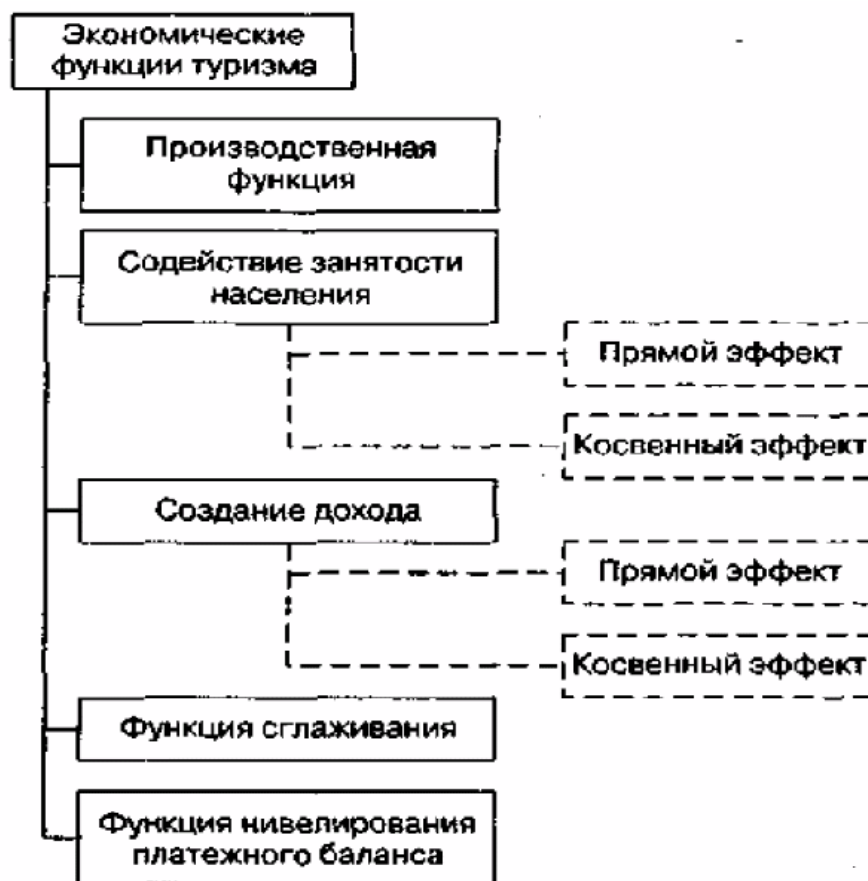 Экономические
функции туризма
Производственная
функция
Содействие занятости
населения
Прямой эффект
Косвенный эффект
Создание дохода
Прямой эффект
Косвенный эффект
Функция сглаживания
Функция нивелирования
платежного баланса